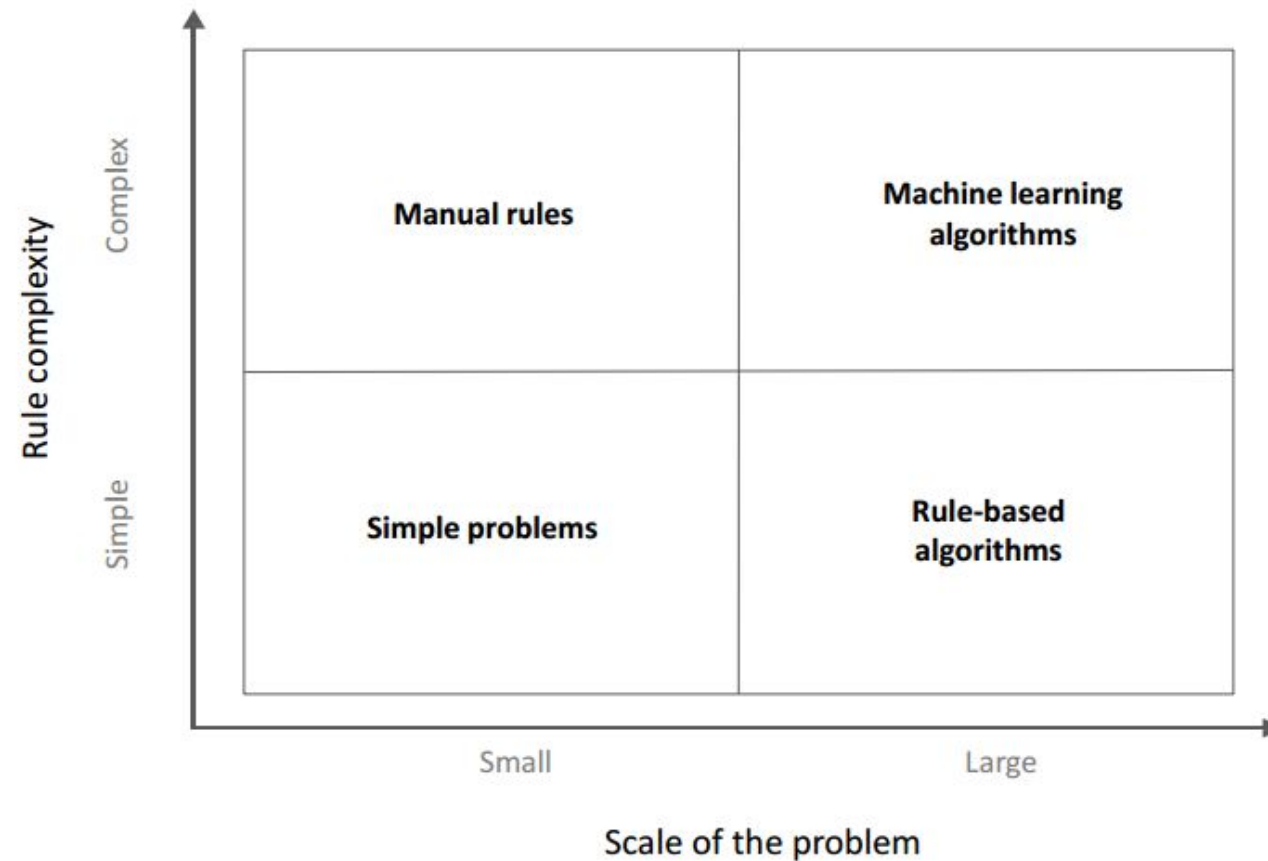 Rule complexity
Complex
Simple
Manual rules
Machine learning
algorithms
Simple problems
Rule-based
algorithms
Small
Large
Scale of the problem